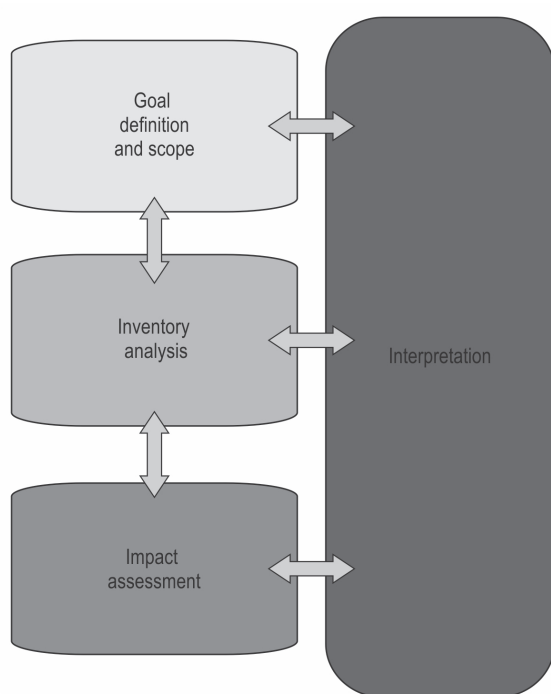 Goal
definition
and scope
Inventory
analysis
Interpretation
Impact
assessment